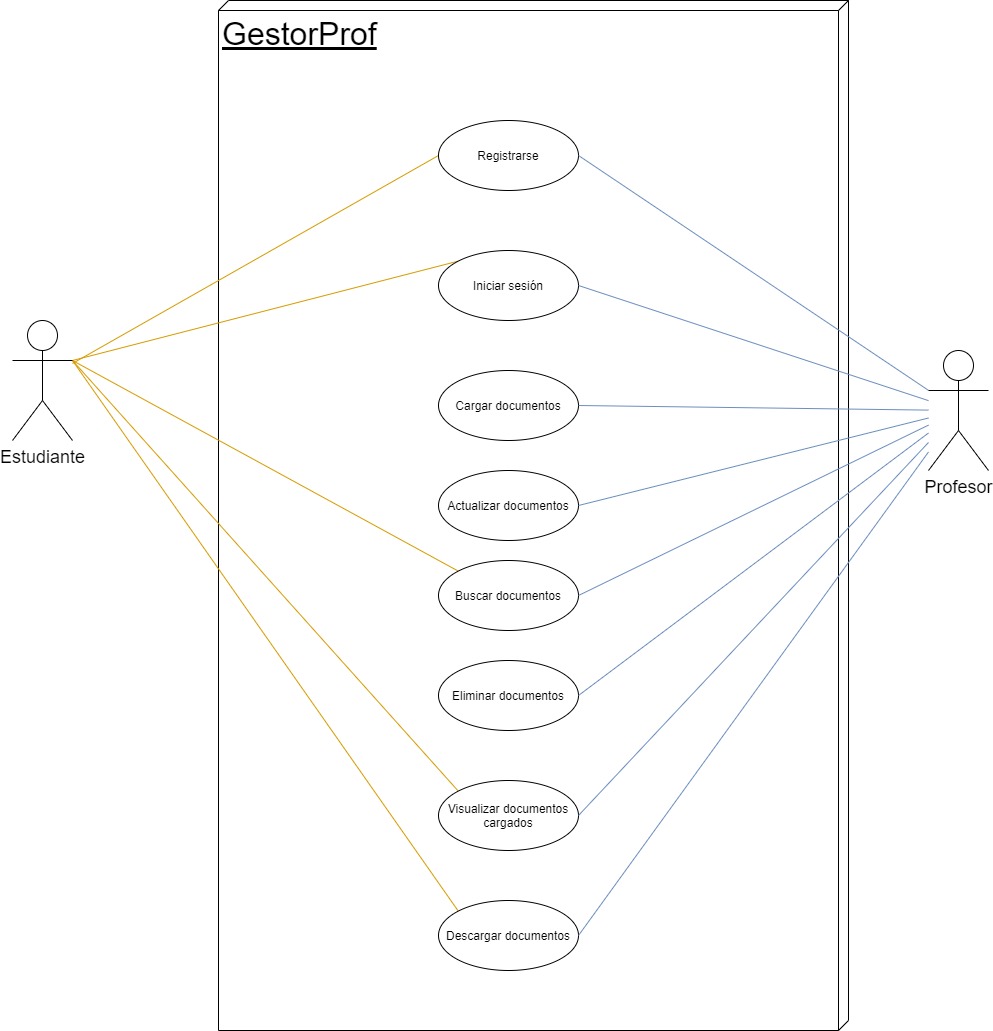 GestorProf
Registrarse
Iniciar sesión
Cargar documentos
Estudiante
Profesor
Actualizar documentos
Buscar documentos
Eliminar documentos
Visualizar documentos
cargados
Descargar documentos